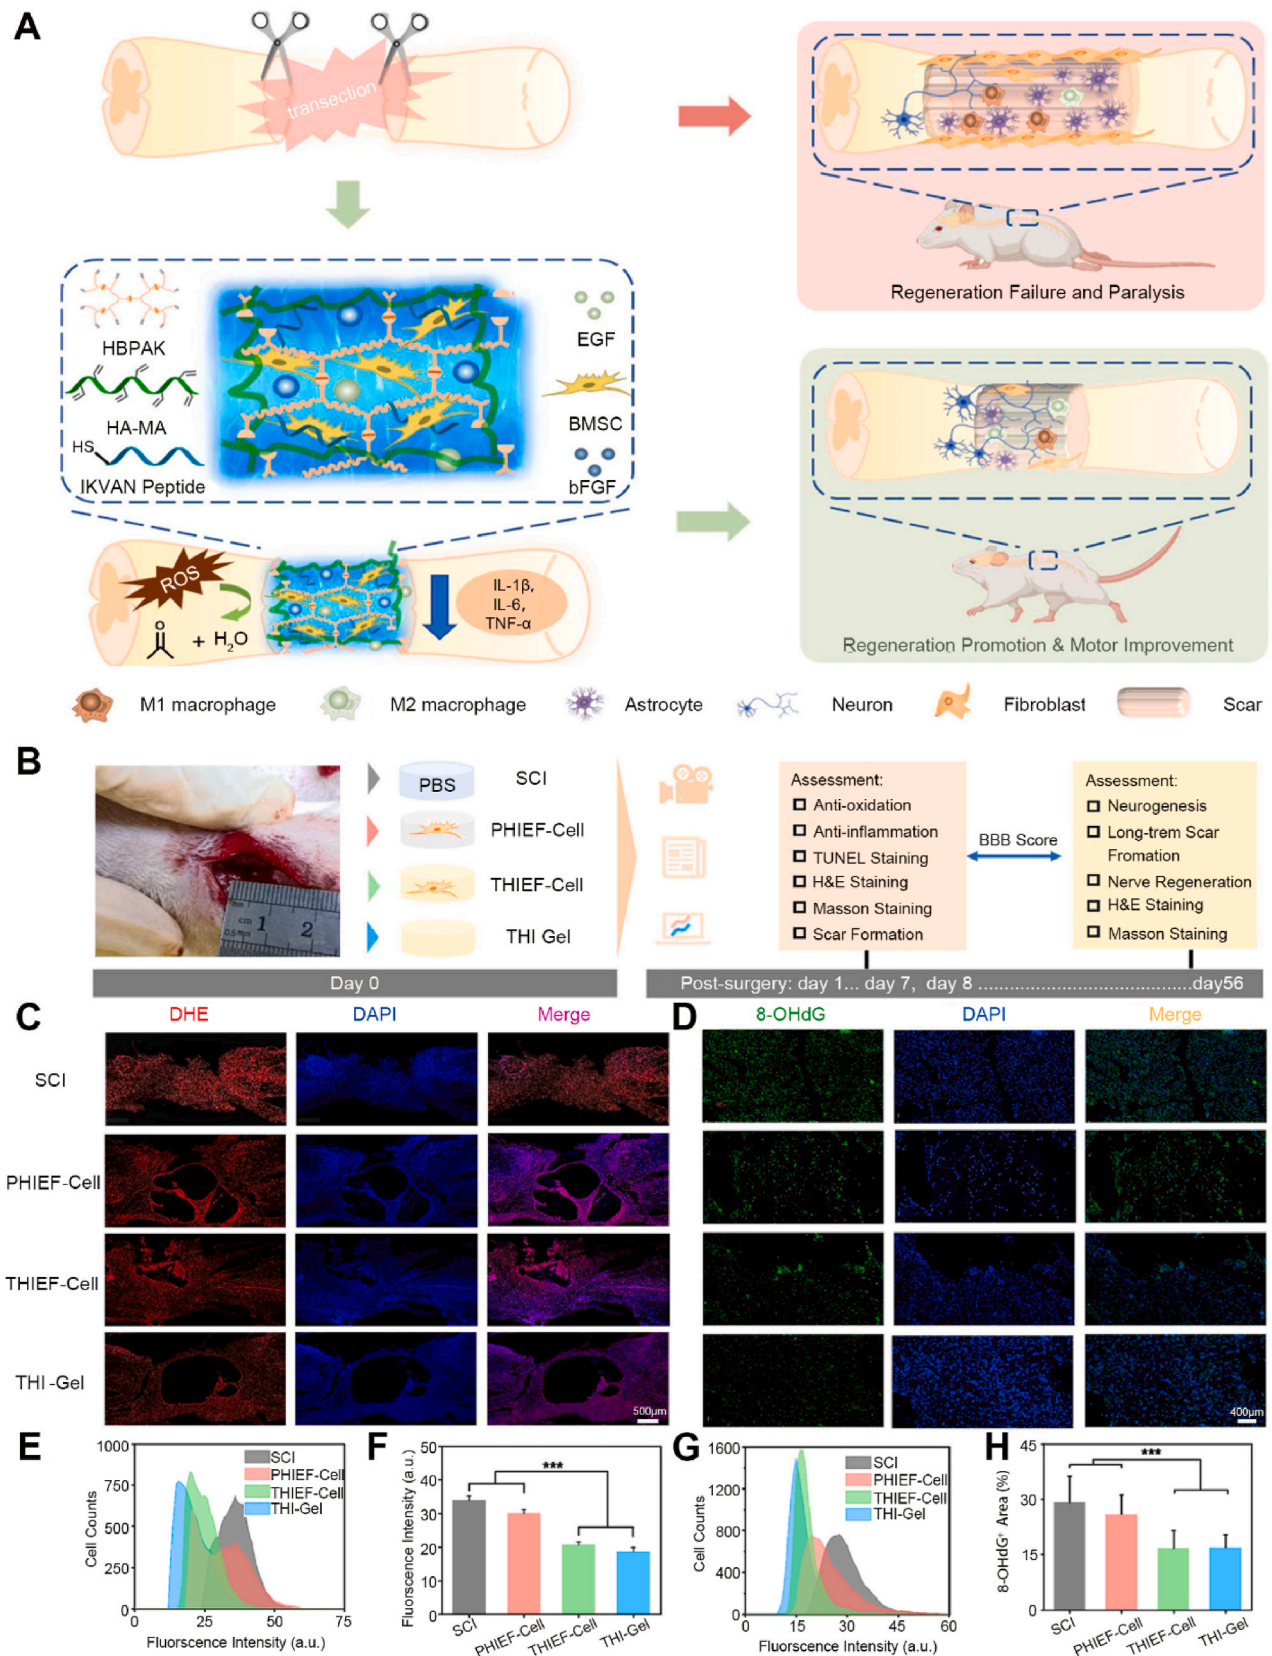 A
transection
Regeneration Failure and Paralysis
HBPAK
HA-MA
HS
IKVAN Peptide
EGF
BMSC
bFGF
ROS
O
+ H₂O
IL-1β,
IL-6,
TNF-α
Regeneration Promotion & Motor Improvement
M1 macrophage
M2 macrophage
Astrocyte
Neuron
Fibroblast
Scar
B
cm 1 2
0.5mm
PBS
SCI
PHIEF-Cell
THIEF-Cell
THI Gel
Assessment:
Anti-oxidation
Anti-inflammation
TUNEL Staining
H&E Staining
Masson Staining
Scar Formation
BBB Score
Assessment:
Neurogenesis
Long-trem Scar
Fromation
Nerve Regeneration
H&E Staining
Masson Staining
Day 0
Post-surgery: day 1... day 7, day 8 ........................................day56
C
DHE
DAPI
Merge
SCI
PHIEF-Cell
THIEF-Cell
THI-Gel
500μm
D
8-OHdG
DAPI
Merge
400μm
E
Cell Counts
1000
750
500
250
0
0 25 50 75
Fluorscence Intensity (a.u.)
SCI
PHIEF-Cell
THIEF-Cell
THI-Gel
F
Fluorescence Intensity (a.u.)
50
40
30
20
10
0
***
SCI
PHIEF-Cell
THIEF-Cell
THI-Gel
G
Cell Counts
1600
1200
800
400
0
0 15 30 45 60
Fluorscence Intensity (a.u.)
SCI
PHIEF-Cell
THIEF-Cell
THI-Gel
H
8-OHdG⁺ Area (%)
45
30
15
0
***
SCI
PHIEF-Cell
THIEF-Cell
THI-Gel